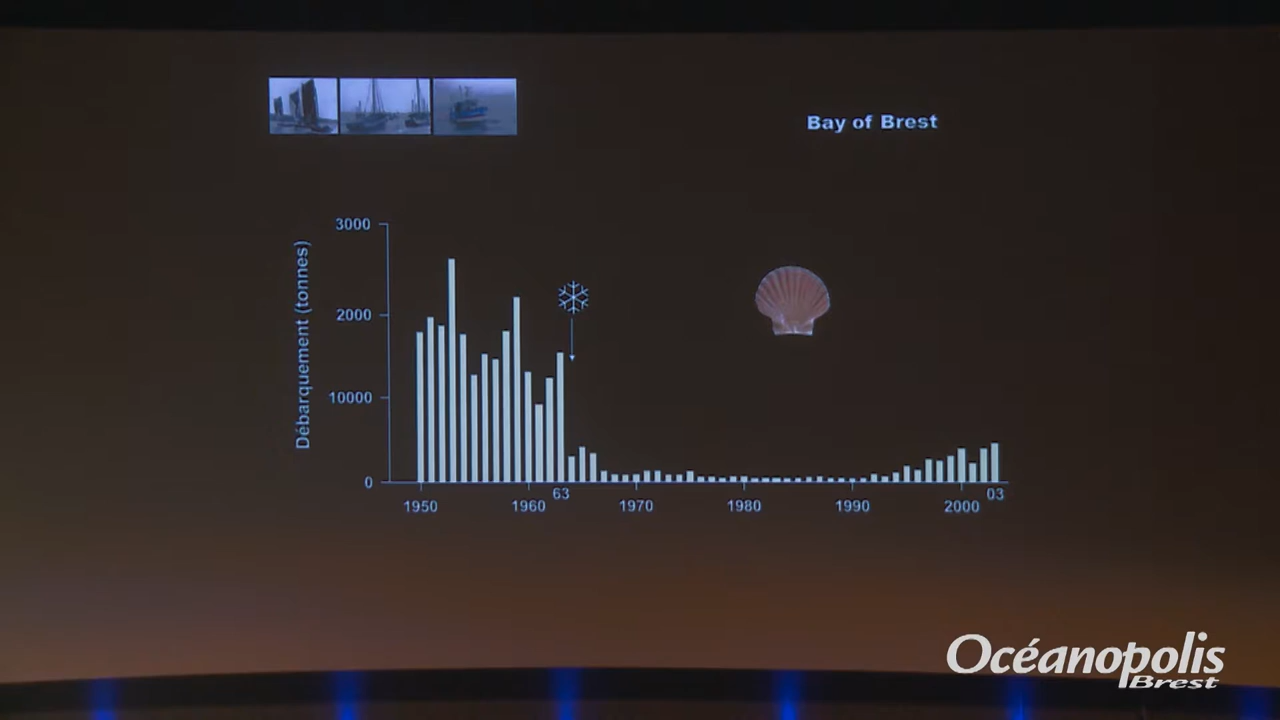 Bay of Brest
Débarquement (tonnes)
3000
2000
10000
0
63
03
1950 1960 1970 1980 1990 2000
Océanopolis
Brest